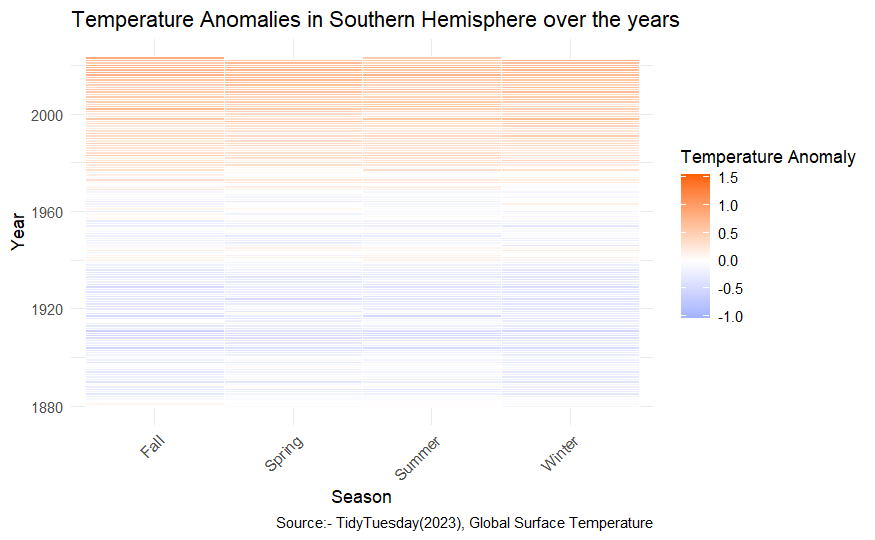 Temperature Anomalies in Southern Hemisphere over the years
Year
2000
1960
1920
1880
Fall
Spring
Summer
Winter
Season
Temperature Anomaly
1.5
1.0
0.5
0.0
-0.5
-1.0
Source:- TidyTuesday(2023), Global Surface Temperature